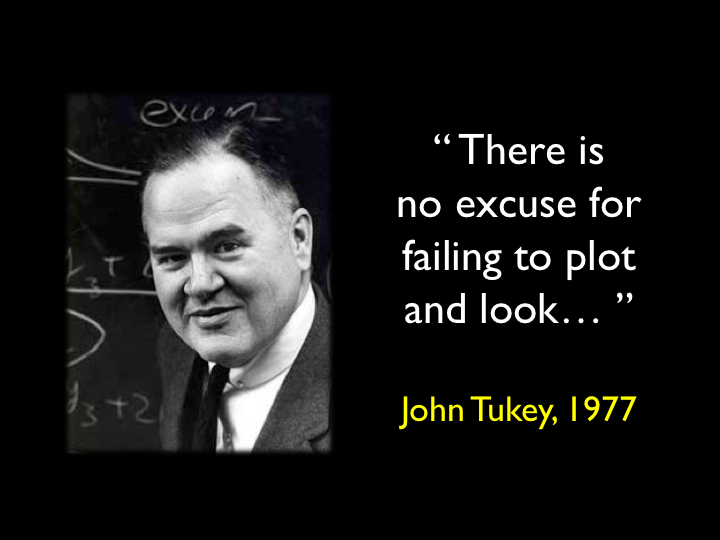 “ There is
no excuse for
failing to plot
and look… ”
John Tukey, 1977